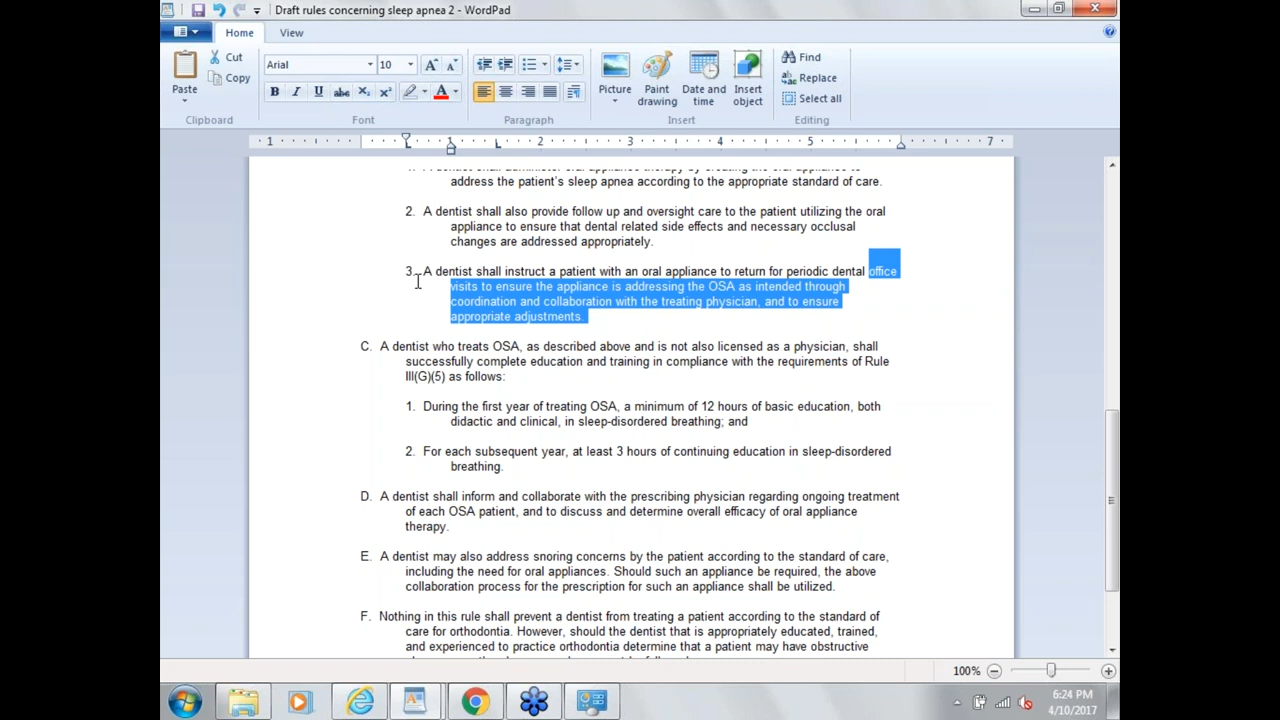 Draft rules concerning sleep apnea 2 - WordPad
Home View
Paste
Cut
Copy
Clipboard
Arial 10
B I U abc X₂ X²
A
Font
Paragraph
Picture
Paint drawing
Date and time
Insert object
Insert
Find
Replace
Select all
Editing
1 1 2 3 4 5 7
address the patient's sleep apnea according to the appropriate standard of care.
2. A dentist shall also provide follow up and oversight care to the patient utilizing the oral
appliance to ensure that dental related side effects and necessary occlusal
changes are addressed appropriately.
3. A dentist shall instruct a patient with an oral appliance to return for periodic dental office
visits to ensure the appliance is addressing the OSA as intended through
coordination and collaboration with the treating physician, and to ensure
appropriate adjustments.
C. A dentist who treats OSA, as described above and is not also licensed as a physician, shall
successfully complete education and training in compliance with the requirements of Rule
III(G)(5) as follows:
1. During the first year of treating OSA, a minimum of 12 hours of basic education, both
didactic and clinical, in sleep-disordered breathing; and
2. For each subsequent year, at least 3 hours of continuing education in sleep-disordered
breathing.
D. A dentist shall inform and collaborate with the prescribing physician regarding ongoing treatment
of each OSA patient, and to discuss and determine overall efficacy of oral appliance
therapy.
E. A dentist may also address snoring concerns by the patient according to the standard of care,
including the need for oral appliances. Should such an appliance be required, the above
collaboration process for the prescription for such an appliance shall be utilized.
F. Nothing in this rule shall prevent a dentist from treating a patient according to the standard of
care for orthodontia. However, should the dentist that is appropriately educated, trained,
and experienced to practice orthodontia determine that a patient may have obstructive
100%
6:24 PM
4/10/2017